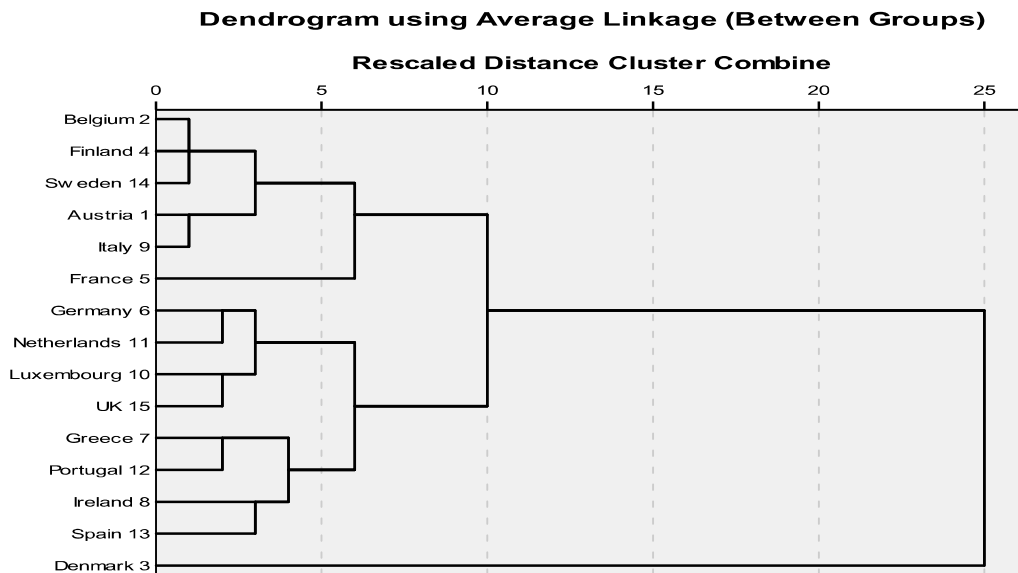 Dendrogram using Average Linkage (Between Groups)
Rescaled Distance Cluster Combine
0 5 10 15 20 25
Belgium 2
Finland 4
Sweden 14
Austria 1
Italy 9
France 5
Germany 6
Netherlands 11
Luxembourg 10
UK 15
Greece 7
Portugal 12
Ireland 8
Spain 13
Denmark 3